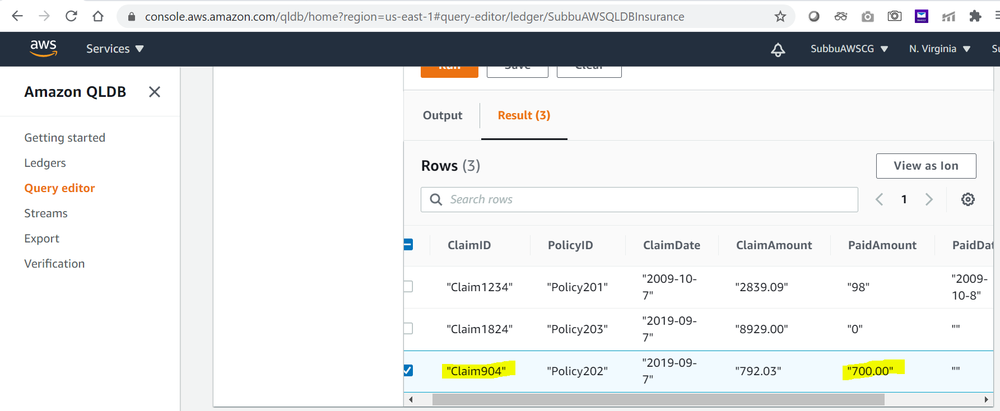 console.aws.amazon.com/qldb/home?region=us-east-1#query-editor/ledger/SubbuAWSQLDBInsurance
aws Services SubbuAWSCG N. Virginia
Amazon QLDB
Getting started
Ledgers
Query editor
Streams
Export
Verification
Run Save Clear
Output Result (3)
Rows (3) View as Ion
Search rows 1
ClaimID PolicyID ClaimDate ClaimAmount PaidAmount PaidDat
"Claim1234" "Policy201" "2009-10-7" "2839.09" "98" "2009-10-8"
"Claim1824" "Policy203" "2019-09-7" "8929.00" "0" ""
"Claim904" "Policy202" "2019-09-7" "792.03" "700.00" ""